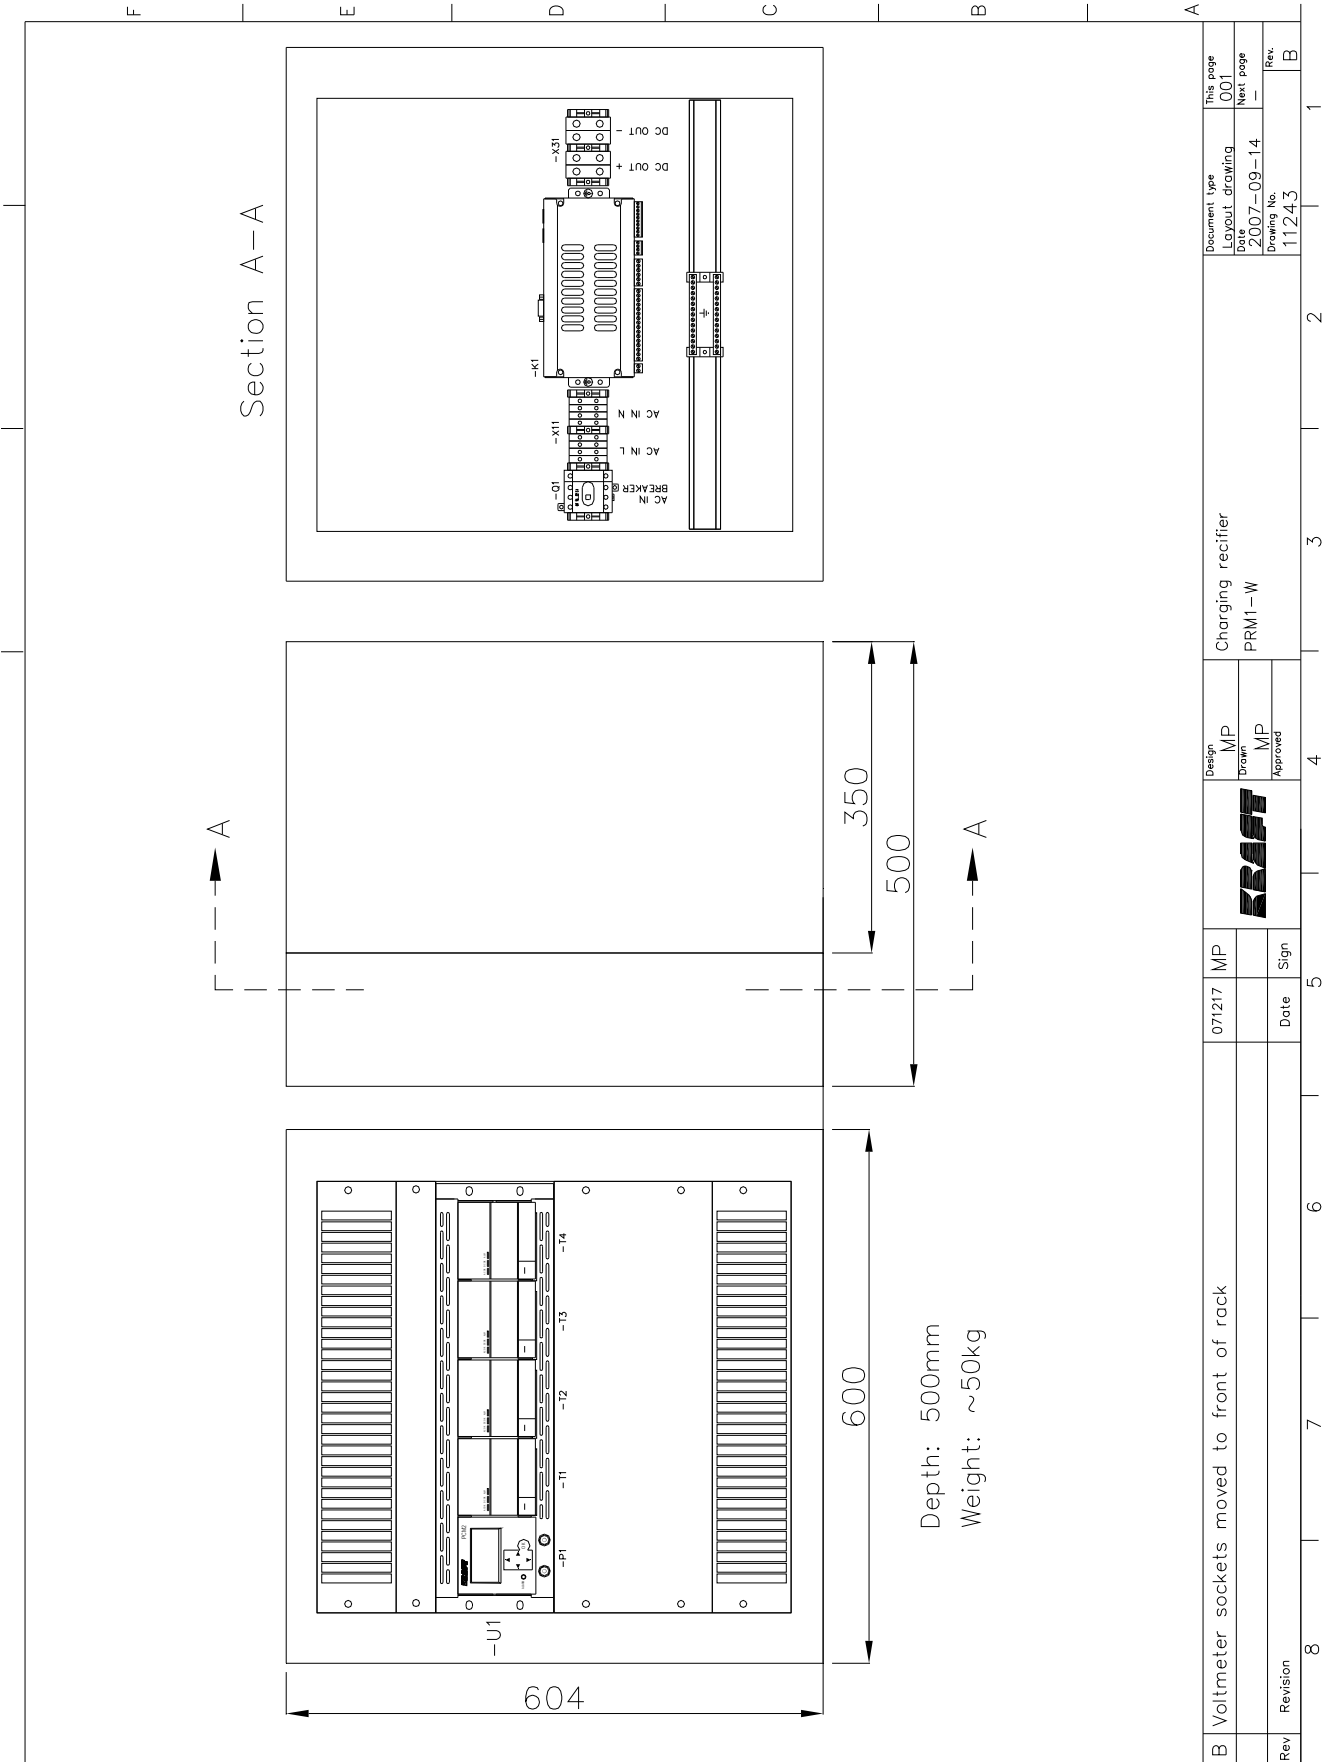 8
7
6
5
4
3
2
1
F
E
D
C
B
A
604
-U1
KRAFT
PCM2
-P1
-T1
-T2
-T3
-T4
600
Depth: 500mm
Weight: ~50kg
A
A
350
500
Section A-A
-Q1
-X11
-K1
-X31
AC IN
BREAKER
AC IN L
AC IN N
DC OUT +
DC OUT -
B Voltmeter sockets moved to front of rack 071217 MP
Rev Revision Date Sign
KRAFT
Design
MP
Drawn
MP
Approved
Charging recifier
PRM1-W
Document type
Layout drawing
Date
2007-09-14
Drawing No.
11243
This page
001
Next page
-
Rev.
B